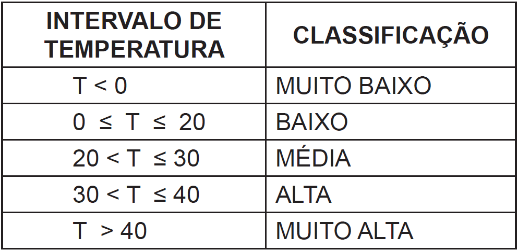 INTERVALO DE
TEMPERATURA
CLASSIFICAÇÃO
T < 0
MUITO BAIXO
0 ≤ T ≤ 20
BAIXO
20 < T ≤ 30
MÉDIA
30 < T ≤ 40
ALTA
T > 40
MUITO ALTA